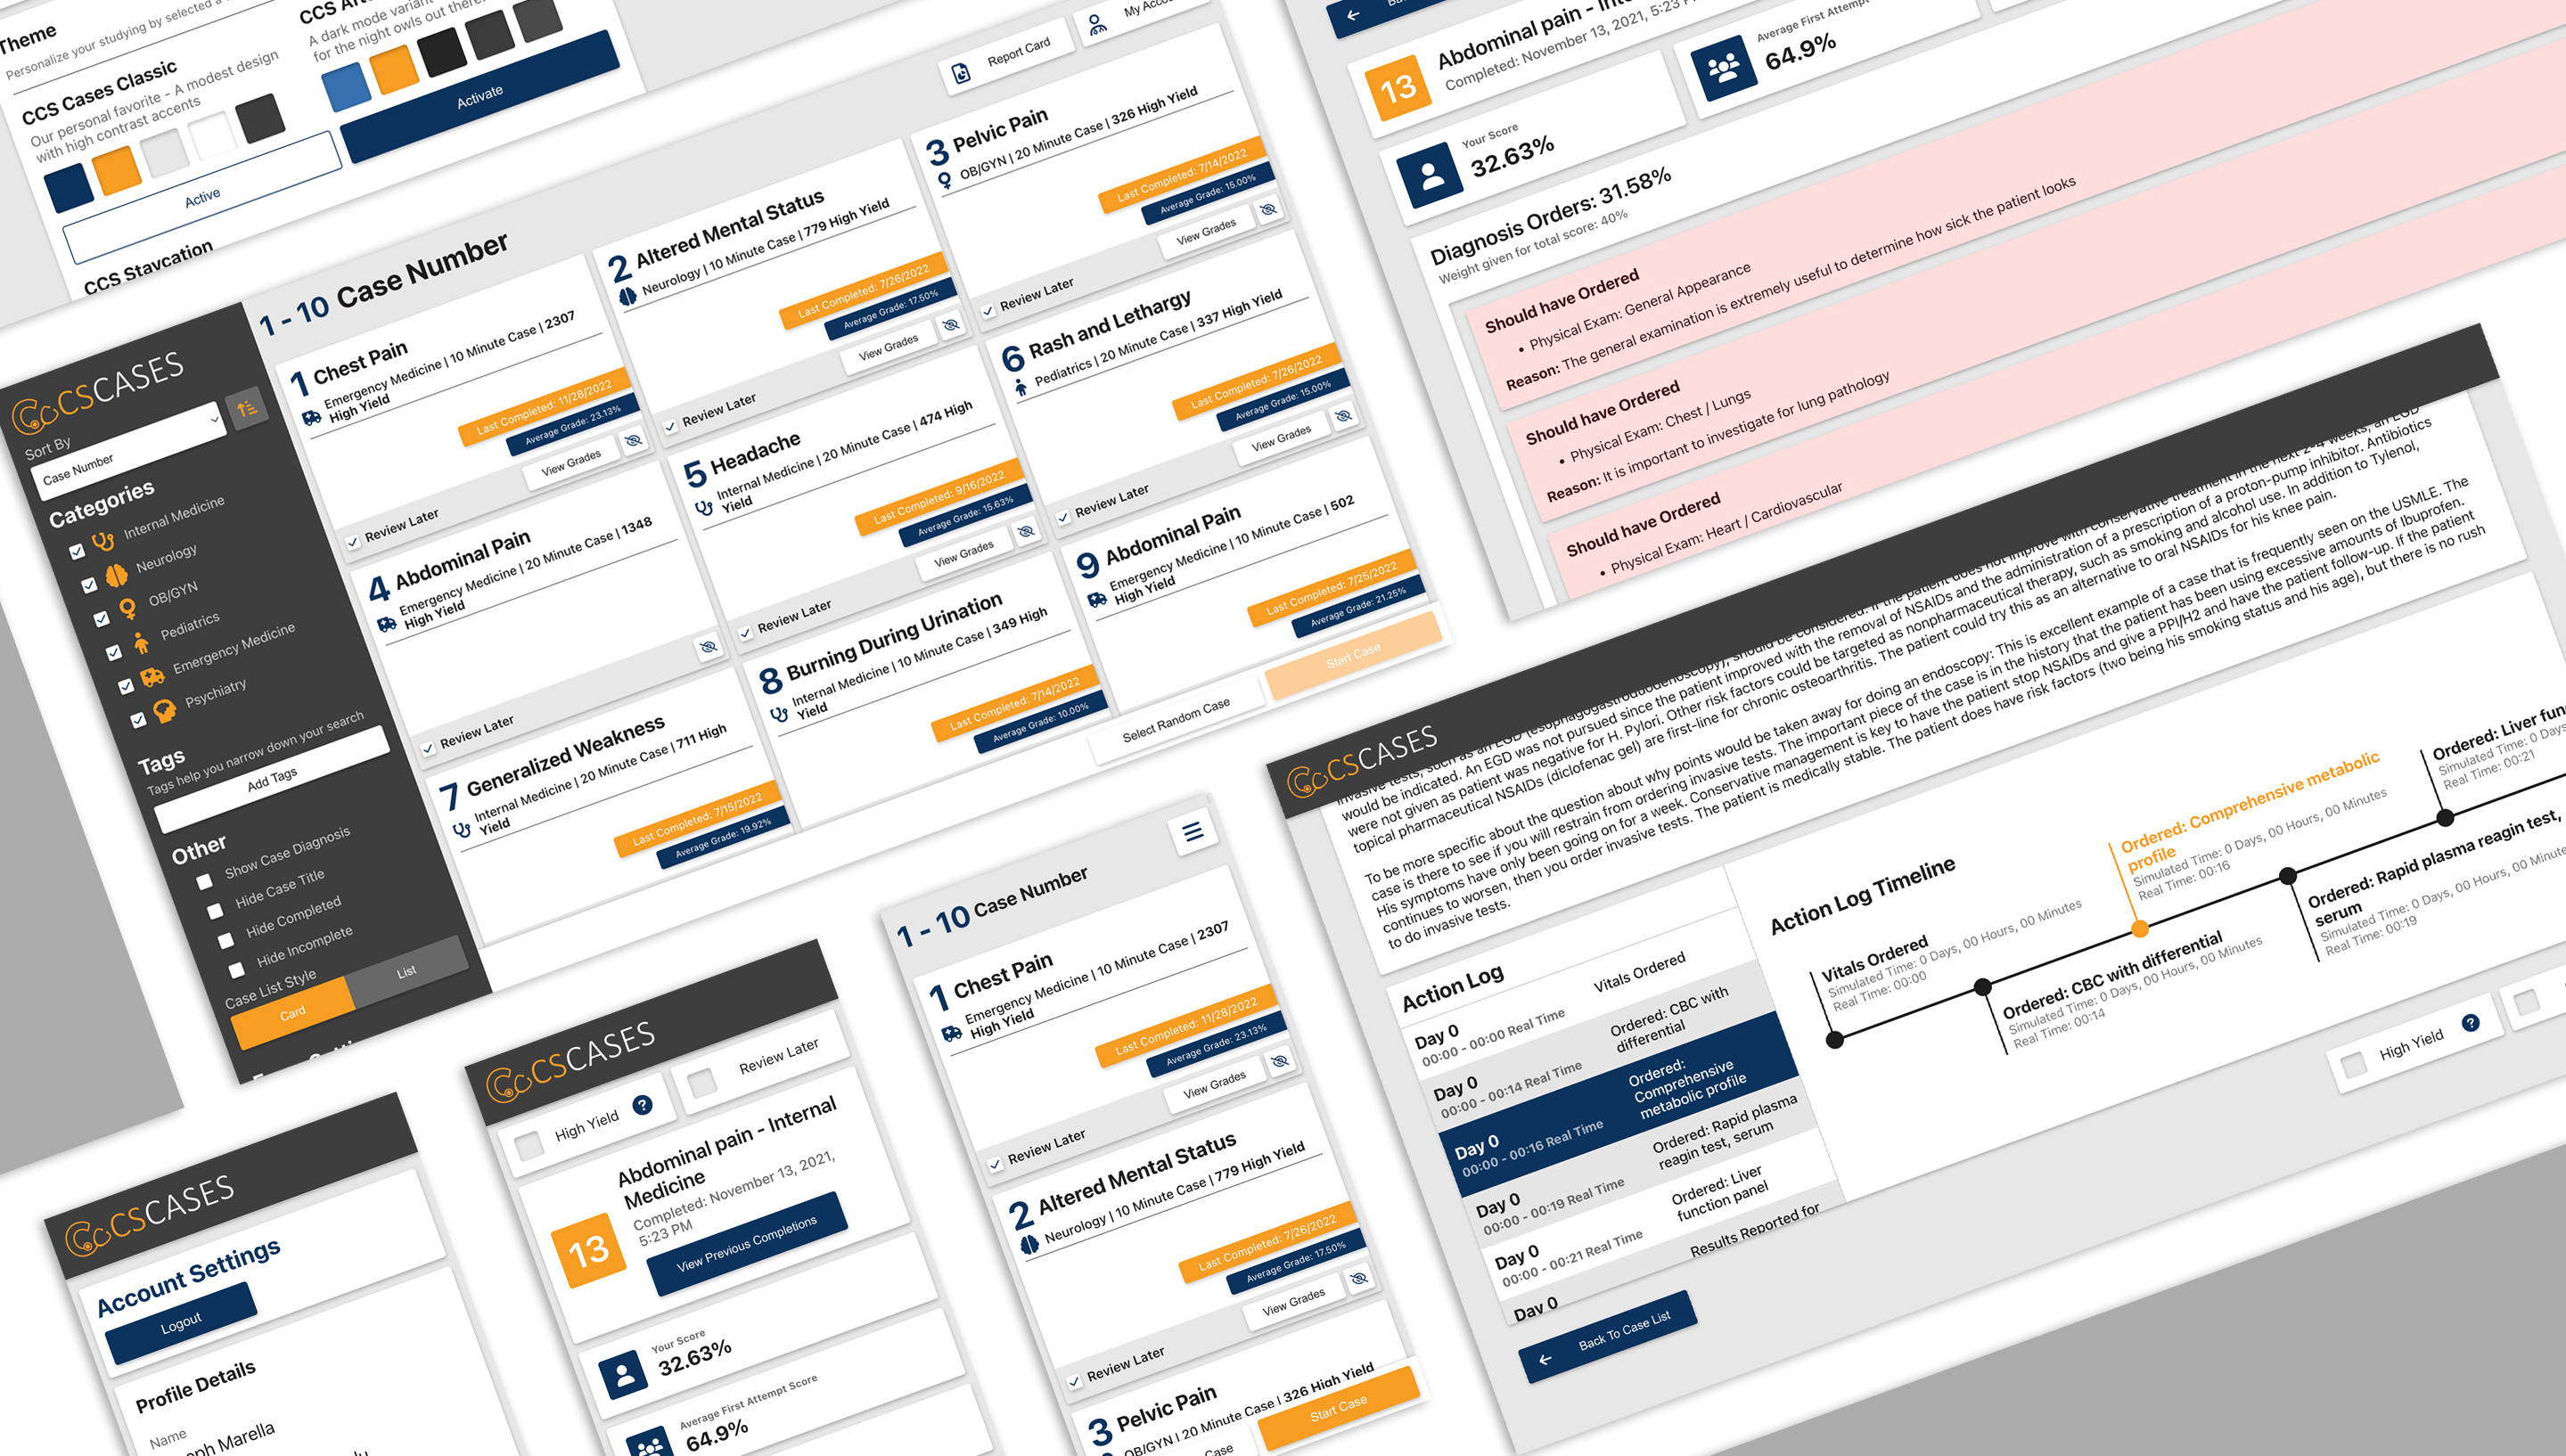 Theme
Personalize your studying by selected a
CCS Cases Classic
Our personal favorite - A modest design
with high contrast accents
Active
A dark mode variant
for the night owls out there
Activate
CCS Staycation
Report Card
My Account
CCSCASES
Sort By
Case Number
Categories
Internal Medicine
Neurology
OB/GYN
Pediatrics
Emergency Medicine
Psychiatry
Tags
Tags help you narrow down your search
Add Tags
Other
Show Case Diagnosis
Hide Case Title
Hide Completed
Hide Incomplete
Case List Style
Card
List
1 - 10 Case Number
1 Chest Pain
Emergency Medicine | 10 Minute Case | 2307
High Yield
Last Completed: 11/28/2022
Average Grade: 23.13%
View Grades
Review Later
2 Altered Mental Status
Neurology | 10 Minute Case | 779 High Yield
Last Completed: 7/26/2022
Average Grade: 17.50%
View Grades
Review Later
3 Pelvic Pain
OB/GYN | 20 Minute Case | 326 High Yield
Last Completed: 7/14/2022
Average Grade: 15.00%
View Grades
Review Later
4 Abdominal Pain
Emergency Medicine | 20 Minute Case | 1348
High Yield
Review Later
5 Headache
Internal Medicine | 20 Minute Case | 474 High
Yield
Last Completed: 9/16/2022
Average Grade: 15.63%
View Grades
Review Later
6 Rash and Lethargy
Pediatrics | 20 Minute Case | 337 High Yield
Last Completed: 7/26/2022
Average Grade: 15.00%
View Grades
Review Later
7 Generalized Weakness
Internal Medicine | 20 Minute Case | 711 High
Yield
Last Completed: 7/15/2022
Average Grade: 19.92%
8 Burning During Urination
Internal Medicine | 10 Minute Case | 349 High
Yield
Last Completed: 7/14/2022
Average Grade: 10.00%
9 Abdominal Pain
Emergency Medicine | 10 Minute Case | 502
High Yield
Last Completed: 7/25/2022
Average Grade: 21.25%
Select Random Case
Start Case
13
Abdominal pain -
Completed: November 13, 2021, 5:23
Your Score
32.63%
Average First Attempt
64.9%
Diagnosis Orders: 31.58%
Weight given for total score: 40%
Should have Ordered
• Physical Exam: General Appearance
Reason: The general examination is extremely useful to determine how sick the patient looks
Should have Ordered
• Physical Exam: Chest / Lungs
Reason: It is important to investigate for lung pathology
Should have Ordered
• Physical Exam: Heart / Cardiovascular
CCSCASES
would be indicated. An EGD was not pursued since the patient improved with the removal of NSAIDs and the administration of a prescription of a proton-pump inhibitor. Antibiotics
were not given as patient was negative for H. Pylori. Other risk factors could be targeted as nonpharmaceutical therapy, such as smoking and alcohol use. In addition to Tylenol,
topical pharmaceutical NSAIDs (diclofenac gel) are first-line for chronic osteoarthritis. The patient could try this as an alternative to oral NSAIDs for his knee pain.
To be more specific about the question about why points would be taken away for doing an endoscopy: This is excellent example of a case that is frequently seen on the USMLE. The
case is there to see if you will restrain from ordering invasive tests. The important piece of the case is in the history that the patient has been using excessive amounts of Ibuprofen.
His symptoms have only been going on for a week. Conservative management is key to have the patient stop NSAIDs and give a PPI/H2 and have the patient follow-up. If the patient
continues to worsen, then you order invasive tests. The patient is medically stable. The patient does have risk factors (two being his smoking status and his age), but there is no rush
to do invasive tests.
Action Log
Day 0
00:00 - 00:00 Real Time
Vitals Ordered
Day 0
00:00 - 00:14 Real Time
Ordered: CBC with
differential
Day 0
00:00 - 00:16 Real Time
Ordered:
Comprehensive
metabolic profile
Day 0
00:00 - 00:19 Real Time
Ordered: Rapid plasma
reagin test, serum
Day 0
00:00 - 00:21 Real Time
Ordered: Liver
function panel
Day 0
Results Reported for
Action Log Timeline
Vitals Ordered
Simulated Time: 0 Days, 00 Hours, 00 Minutes
Real Time: 00:00
Ordered: CBC with differential
Simulated Time: 0 Days, 00 Hours, 00 Minutes
Real Time: 00:14
Ordered: Comprehensive metabolic
profile
Simulated Time: 0 Days, 00 Hours, 00 Minutes
Real Time: 00:16
Ordered: Rapid plasma reagin test,
serum
Simulated Time: 0 Days, 00 Hours, 00
Real Time: 00:19
Ordered: Liver
Simulated Time: 0 Days
Real Time: 00:21
High Yield
Back To Case List
CCSCASES
Account Settings
Logout
Profile Details
Name
Marella
CCSCASES
High Yield
Review Later
13
Abdominal pain - Internal
Medicine
Completed: November 13, 2021,
5:23 PM
View Previous Completions
Your Score
32.63%
Average First Attempt Score
64.9%
1 - 10 Case Number
1 Chest Pain
Emergency Medicine | 10 Minute Case | 2307
High Yield
Last Completed: 11/28/2022
Average Grade: 23.13%
View Grades
Review Later
2 Altered Mental Status
Neurology | 10 Minute Case | 779 High Yield
Last Completed: 7/26/2022
Average Grade: 17.50%
View Grades
Review Later
3 Pelvic Pain
OB/GYN | 20 Minute Case | 326 High Yield
Case
Start Case